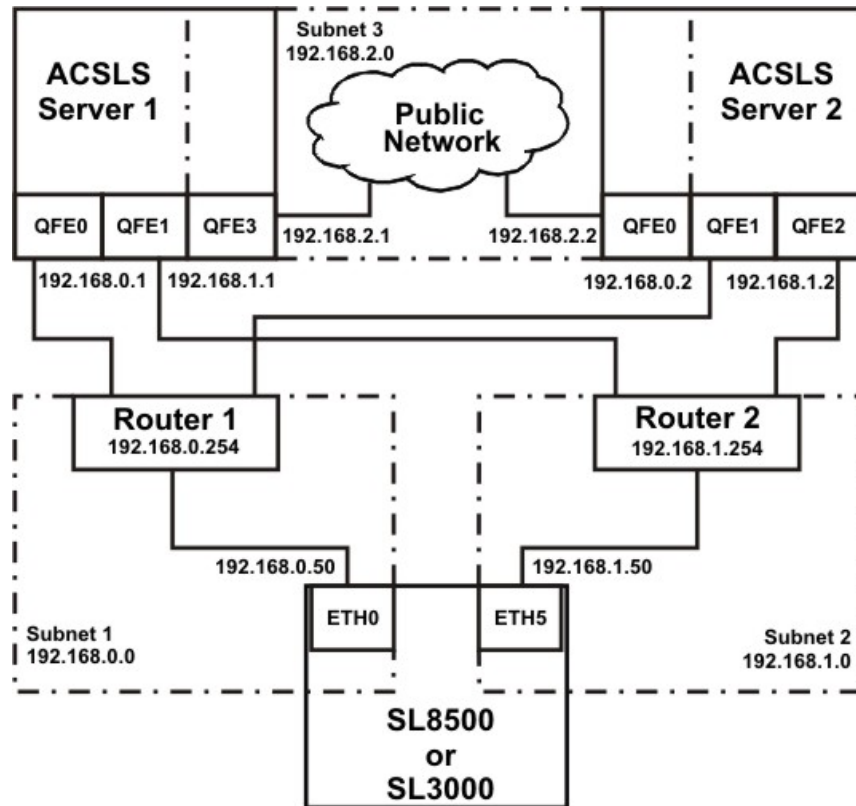 Subnet 3
192.168.2.0
ACSLS
Server 1
Public
Network
ACSLS
Server 2
QFE0
QFE1
QFE3
192.168.2.1
192.168.2.2
QFE0
QFE1
QFE2
192.168.0.1
192.168.1.1
192.168.0.2
192.168.1.2
Router 1
192.168.0.254
Router 2
192.168.1.254
192.168.0.50
192.168.1.50
ETH0
ETH5
Subnet 1
192.168.0.0
Subnet 2
192.168.1.0
SL8500
or
SL3000